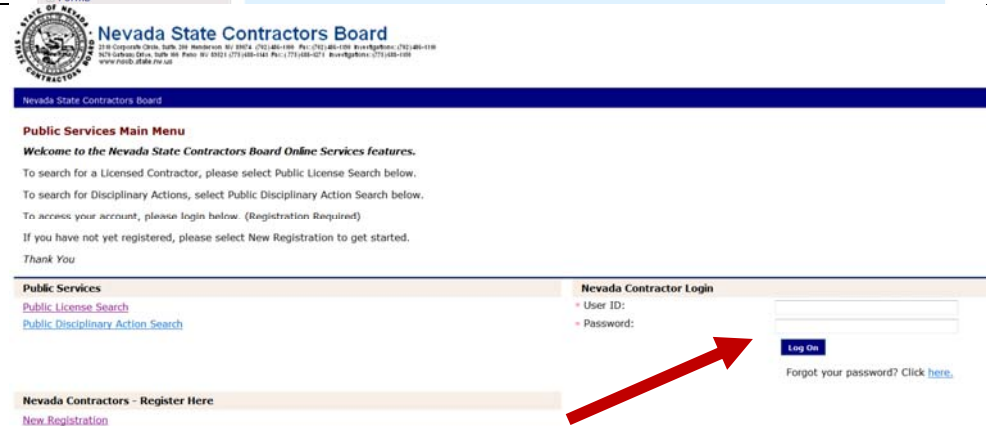 Nevada State Contractors Board
www.nscb.state.nv.us
Nevada State Contractors Board
Public Services Main Menu
Welcome to the Nevada State Contractors Board Online Services features.
To search for a Licensed Contractor, please select Public License Search below.
To search for Disciplinary Actions, select Public Disciplinary Action Search below.
To access your account, please login below. (Registration Required)
If you have not yet registered, please select New Registration to get started.
Thank You
Public Services
Public License Search
Public Disciplinary Action Search
Nevada Contractor Login
* User ID:
* Password:
Log On
Forgot your password? Click here.
Nevada Contractors - Register Here
New Registration